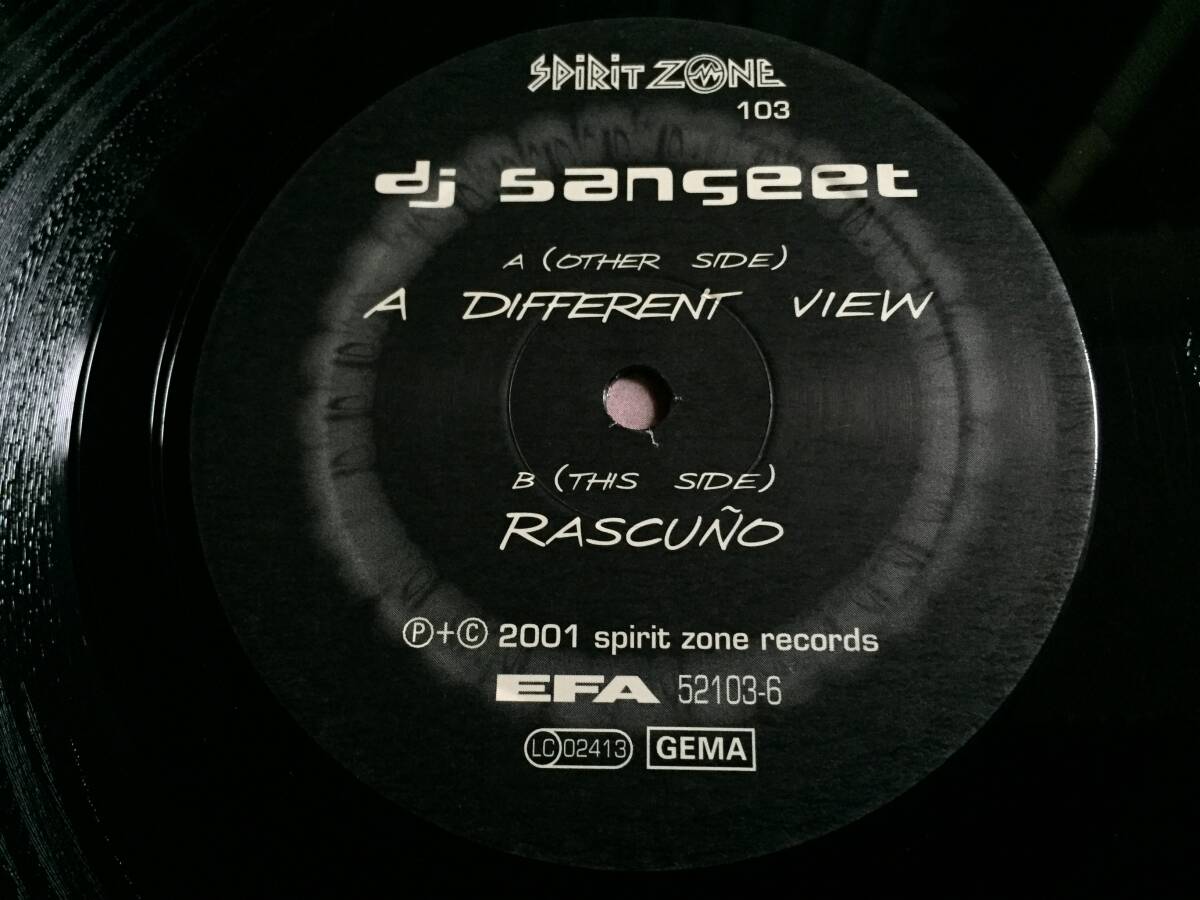 SPiRiT ZONE
103
dj sangeet
A (OTHER SIDE)
A DIFFERENT VIEW
B (THIS SIDE)
RASCUÑO
Ⓟ+© 2001 spirit zone records
EFA 52103-6
LC 02413 GEMA